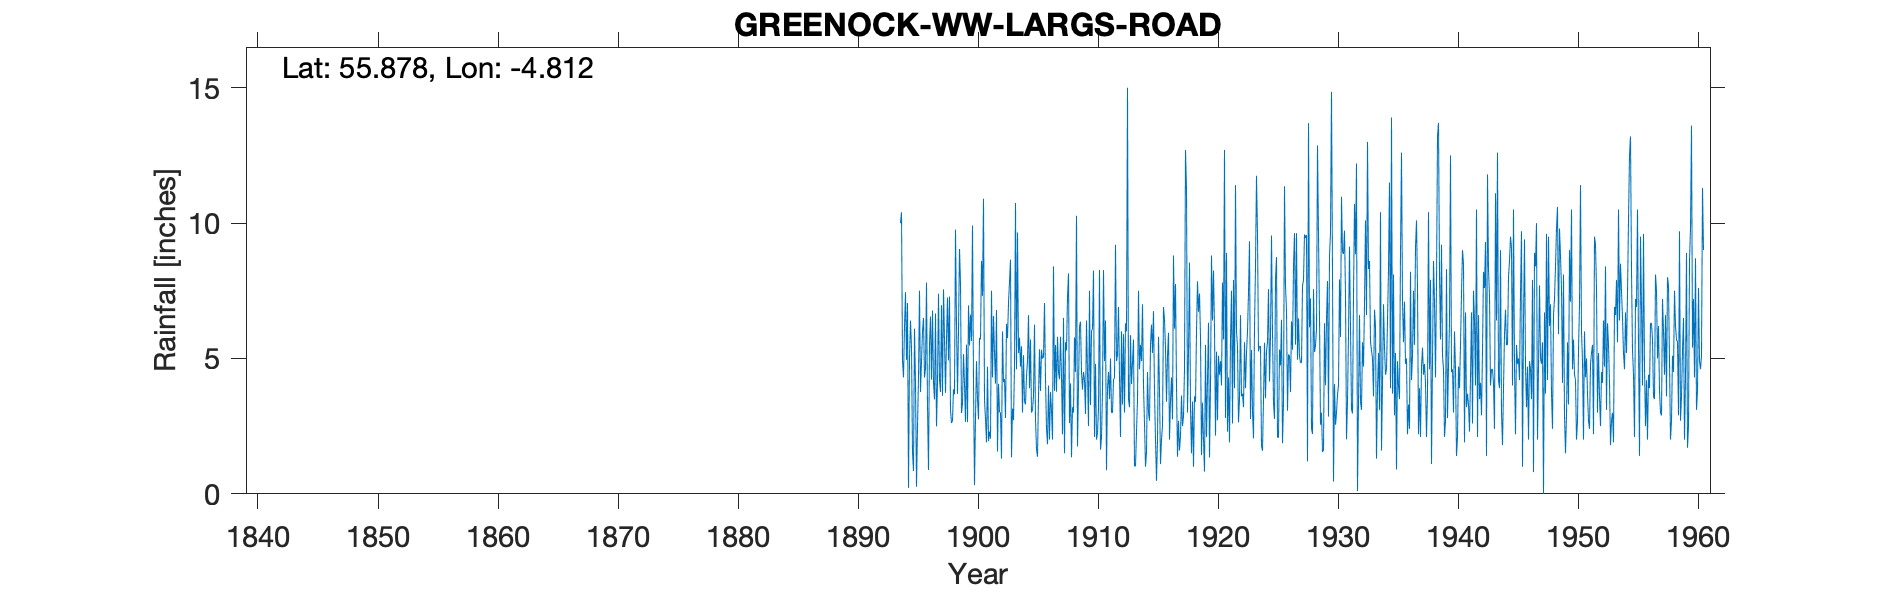 GREENOCK-WW-LARGS-ROAD
Lat: 55.878, Lon: -4.812
15
10
5
0
Rainfall [inches]
1840 1850 1860 1870 1880 1890 1900 1910 1920 1930 1940 1950 1960
Year